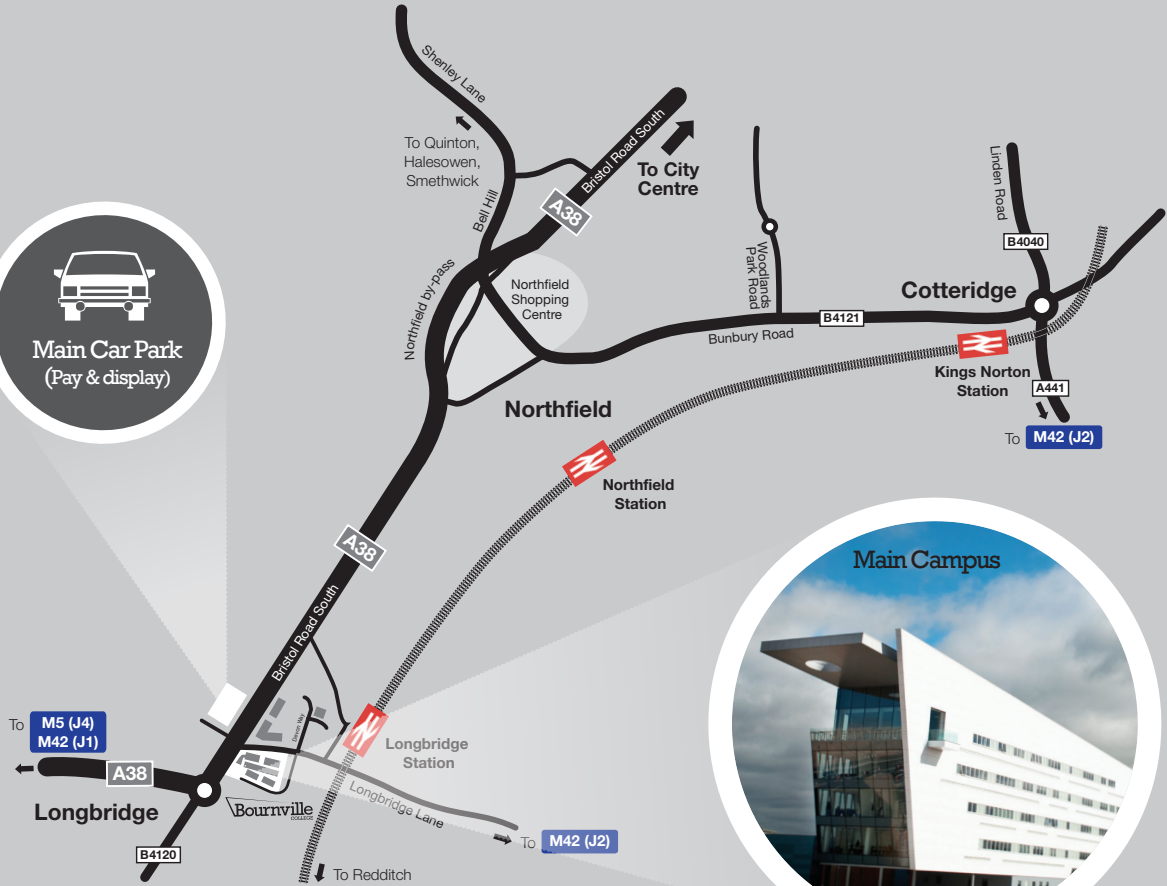 Shenley Lane
To Quinton,
Halesowen,
Smethwick
Bell Hill
Bristol Road South
A38
To City
Centre
Linden Road
B4040
Woodlands
Park Road
Northfield by-pass
Northfield
Shopping
Centre
Cotteridge
B4121
Bunbury Road
Kings Norton
Station
A441
To M42 (J2)
Main Car Park
(Pay & display)
Northfield
Northfield
Station
A38
Main Campus
Bristol Road South
Devon Way
To M5 (J4)
M42 (J1)
A38
Longbridge
Longbridge
Station
Bournville
COLLEGE
Longbridge Lane
To M42 (J2)
B4120
To Redditch